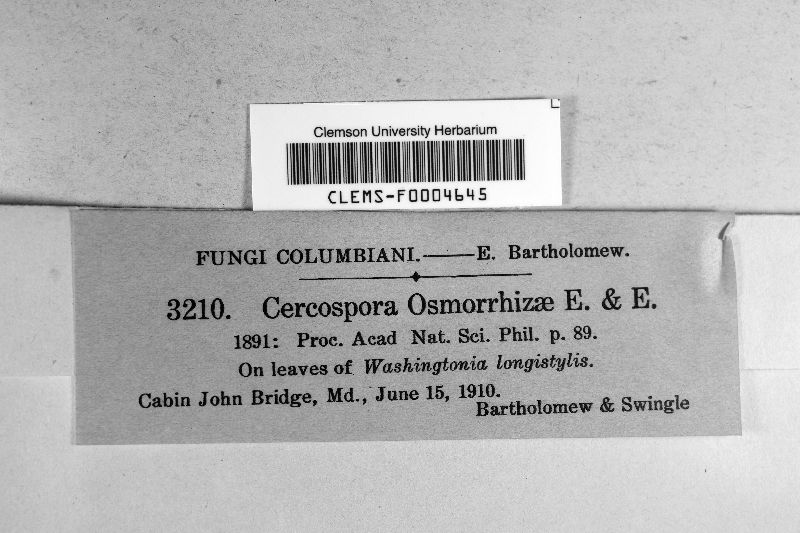 Clemson University Herbarium
CLEMS-F0004645
FUNGI COLUMBIANI.——E. Bartholomew.
3210. Cercospora Osmorrhizæ E. & E.
1891: Proc. Acad Nat. Sci. Phil. p. 89.
On leaves of Washingtonia longistylis.
Cabin John Bridge, Md., June 15, 1910.
Bartholomew & Swingle